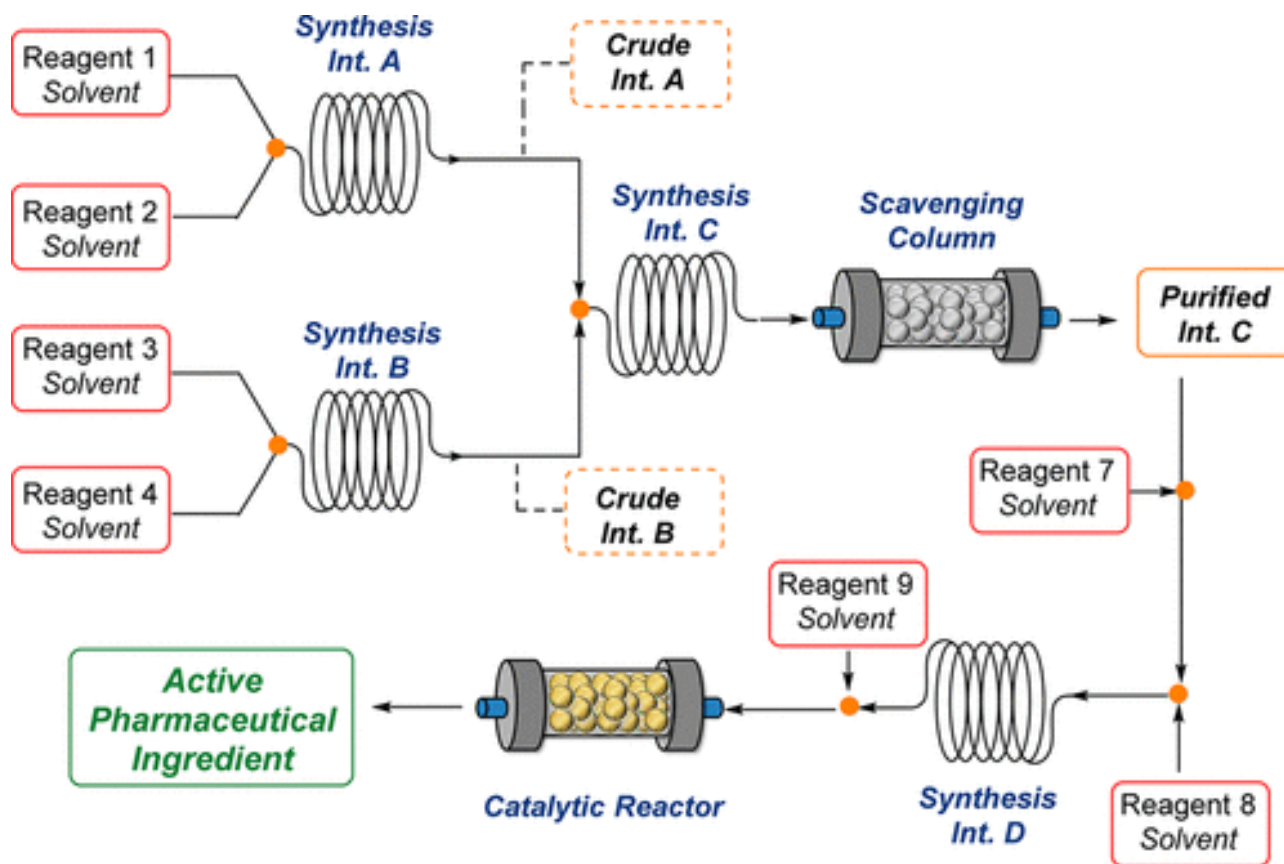 Synthesis
Int. A
Reagent 1
Solvent
Crude
Int. A
Reagent 2
Solvent
Synthesis
Int. C
Scavenging
Column
Purified
Int. C
Reagent 3
Solvent
Synthesis
Int. B
Reagent 4
Solvent
Crude
Int. B
Reagent 7
Solvent
Reagent 9
Solvent
Active
Pharmaceutical
Ingredient
Catalytic Reactor
Synthesis
Int. D
Reagent 8
Solvent